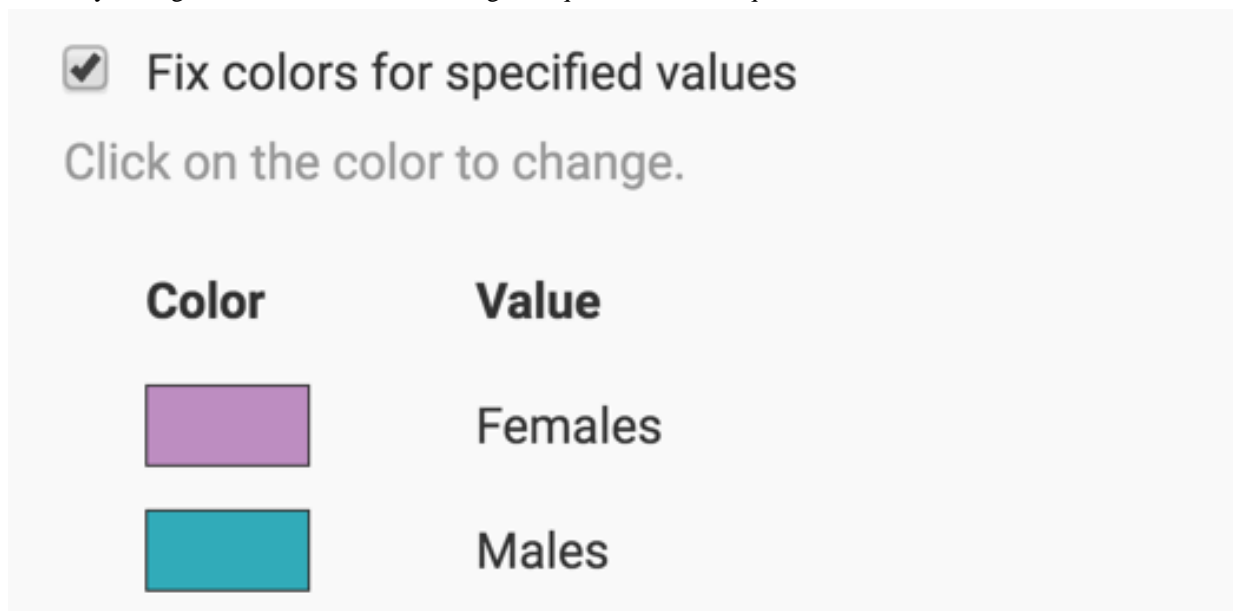 Fix colors for specified values
Click on the color to change.
Color Value
Females
Males